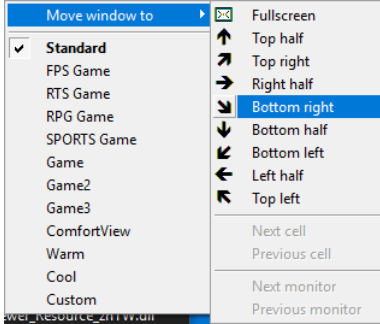 Move window to
Standard
FPS Game
RTS Game
RPG Game
SPORTS Game
Game
Game2
Game3
ComfortView
Warm
Cool
Custom
Fullscreen
Top half
Top right
Right half
Bottom right
Bottom half
Bottom left
Left half
Top left
Next cell
Previous cell
Next monitor
Previous monitor
ewer_Resource_zhTW.dll